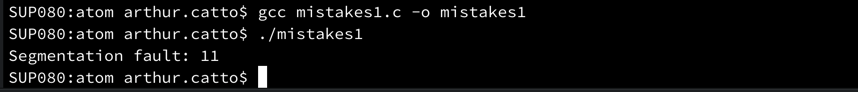 SUP080:atom arthur.catto$ gcc mistakes1.c -o mistakes1
SUP080:atom arthur.catto$ ./mistakes1
Segmentation fault: 11
SUP080:atom arthur.catto$